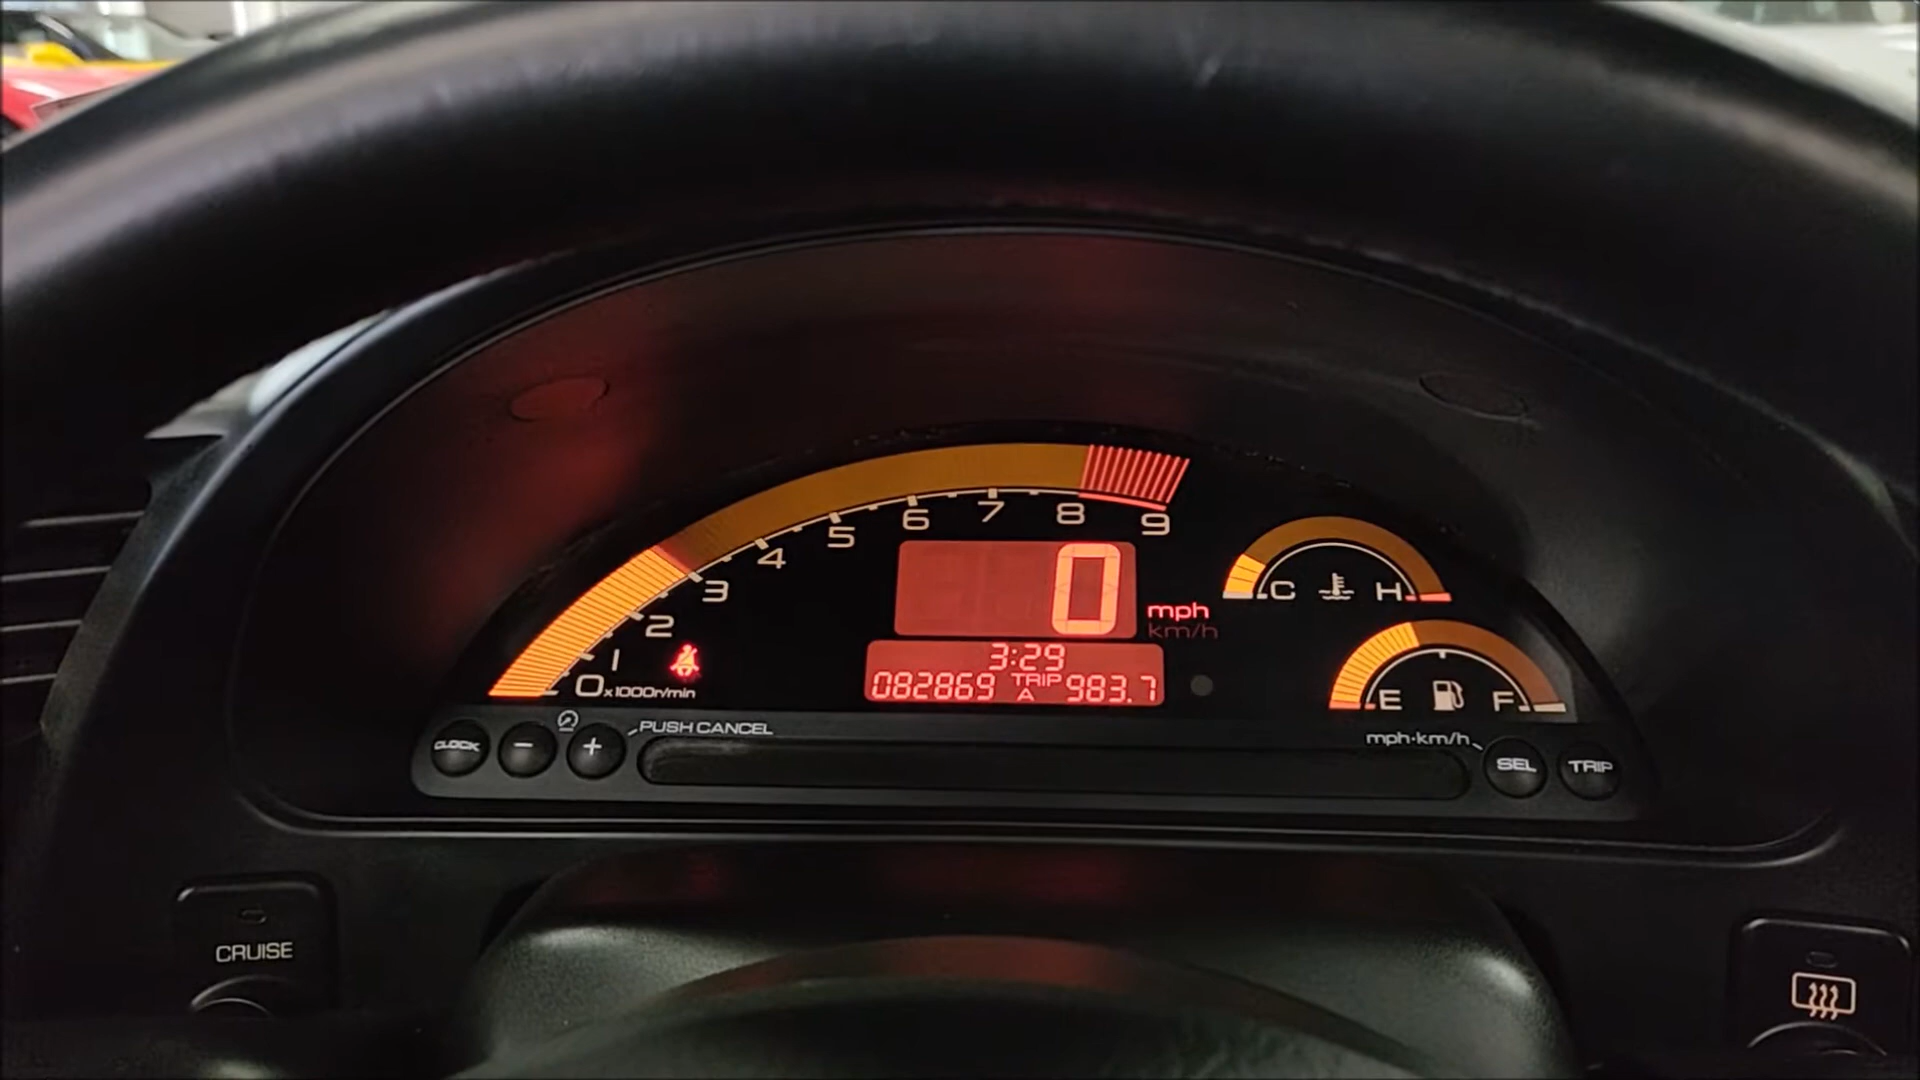 0
1
2
3
4
5
6
7
8
9
x1000r/min
0
mph
km/h
3:29
082869 TRIP A 983.7
C H
E F
CLOCK - + PUSH CANCEL
mph·km/h
SEL TRIP
CRUISE